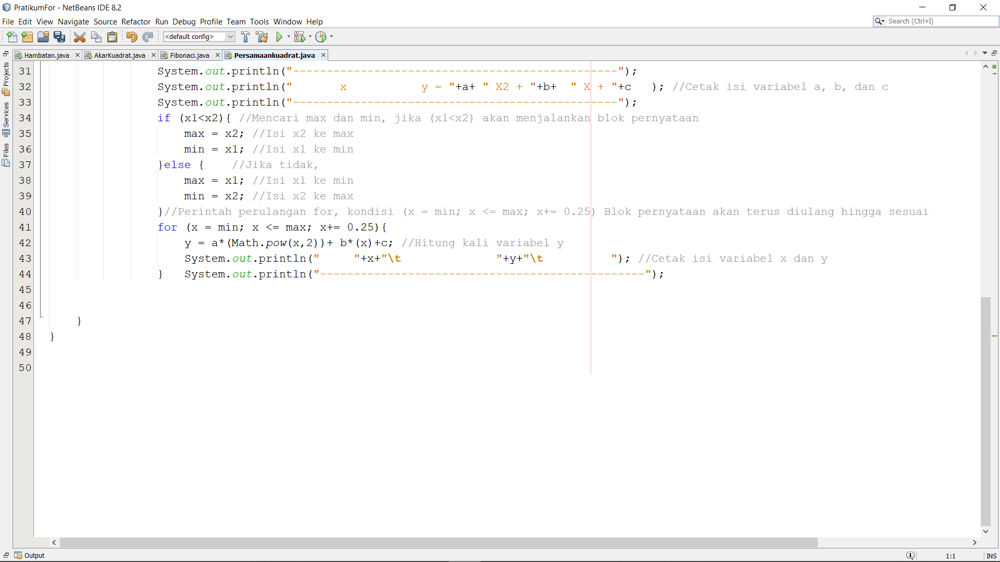 PratikumFor - NetBeans IDE 8.2
File Edit View Navigate Source Refactor Run Debug Profile Team Tools Window Help
Search (Ctrl+I)
<default config>
Hambatan.java AkarKuadrat.java Fibonaci.java Persamaankuadrat.java
Projects
Services
Files
31 System.out.println("------------------------------------------------");
32 System.out.println("       x           y = "+a+ " X2 + "+b+  " X + "+c   ); //Cetak isi variabel a, b, dan c
33 System.out.println("------------------------------------------------");
34 if (x1<x2){ //Mencari max dan min, jika (x1<x2) akan menjalankan blok pernyataan
35 max = x2; //Isi x2 ke max
36 min = x1; //Isi x1 ke min
37 }else {    //Jika tidak,
38 max = x1; //Isi x1 ke min
39 min = x2; //Isi x2 ke max
40 }//Perintah perulangan for, kondisi (x = min; x <= max; x+= 0.25) Blok pernyataan akan terus diulang hingga sesuai
41 for (x = min; x <= max; x+= 0.25){
42 y = a*(Math.pow(x,2))+ b*(x)+c; //Hitung kali variabel y
43 System.out.println("     "+x+"\t              "+y+"\t          "); //Cetak isi variabel x dan y
44 }   System.out.println("------------------------------------------------");
45
46
47 }
48 }
49
50
Output
1
1:1
INS